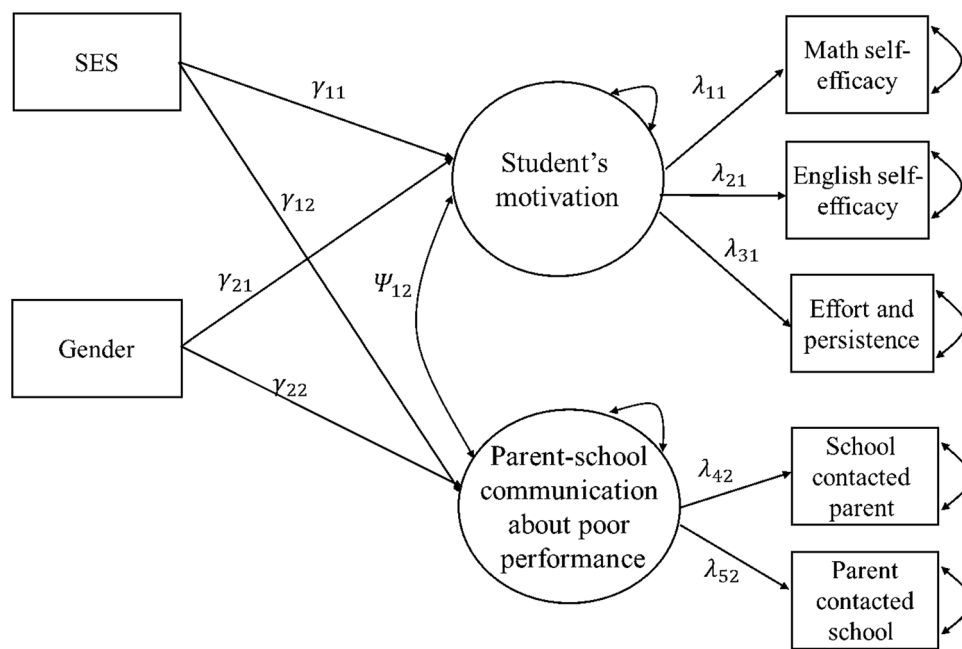 SES
Gender
γ₁₁
γ₁₂
γ₂₁
γ₂₂
Student’s
motivation
Ψ₁₂
Parent-school
communication
about poor
performance
λ₁₁
λ₂₁
λ₃₁
λ₄₂
λ₅₂
Math self-
efficacy
English self-
efficacy
Effort and
persistence
School
contacted
parent
Parent
contacted
school